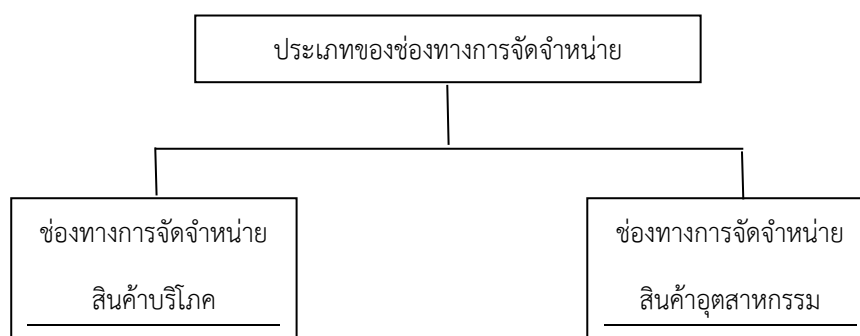 ประเภทของช่องทางการจัดจำหน่าย
ช่องทางการจัดจำหน่าย
สินค้าบริโภค
ช่องทางการจัดจำหน่าย
สินค้าอุตสาหกรรม